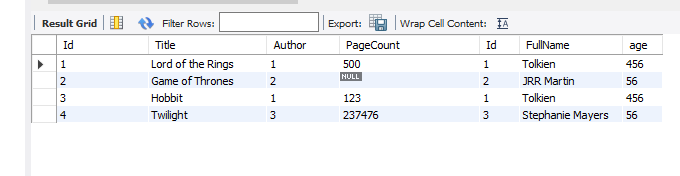 Result Grid Filter Rows: Export: Wrap Cell Content: IA
Id Title Author PageCount Id FullName age
1 Lord of the Rings 1 500 1 Tolkien 456
2 Game of Thrones 2 NULL 2 JRR Martin 56
3 Hobbit 1 123 1 Tolkien 456
4 Twilight 3 237476 3 Stephanie Mayers 56